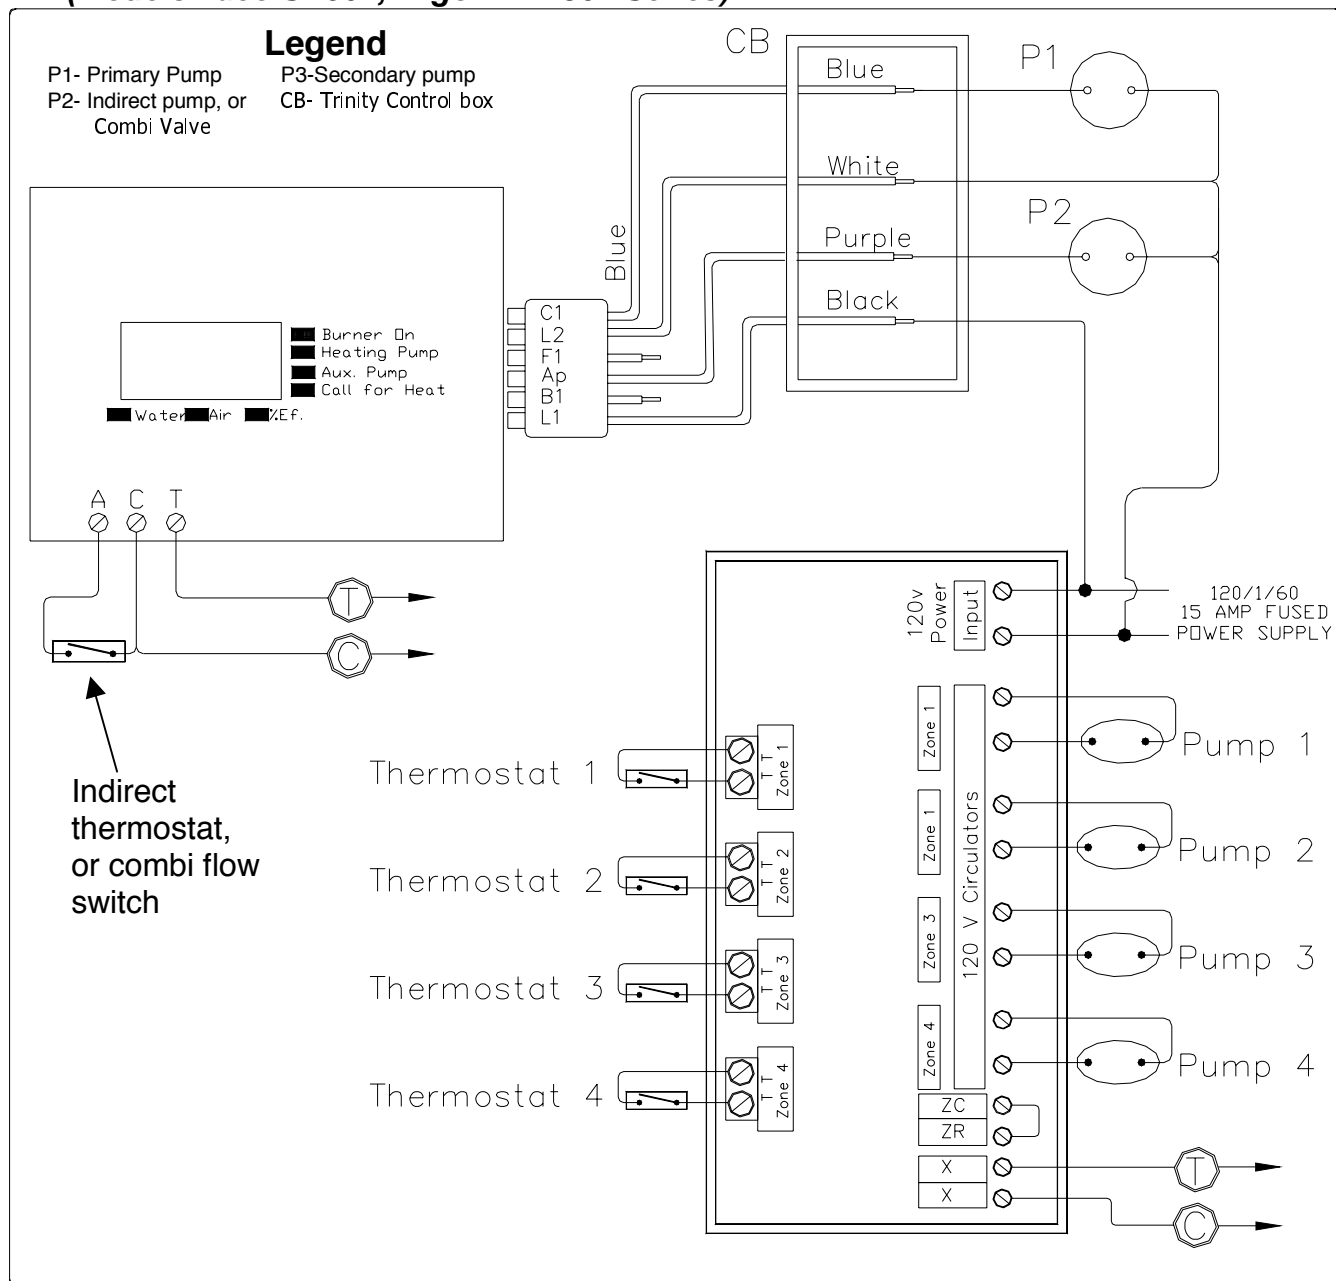 Legend
P1- Primary Pump
P3-Secondary pump
P2- Indirect pump, or
Combi Valve
CB- Trinity Control box
CB
Blue
White
Purple
Black
P1
P2
Blue
C1
L2
F1
Ap
B1
L1
Burner On
Heating Pump
Aux. Pump
Call for Heat
Water
Air
%Ef.
A C T
T
C
Indirect
thermostat,
or combi flow
switch
120v
Power
Input
120/1/60
15 AMP FUSED
POWER SUPPLY
Thermostat 1
T T
Zone 1
Thermostat 2
T T
Zone 2
Thermostat 3
T T
Zone 3
Thermostat 4
T T
Zone 4
120 V Circulators
Zone 1
Pump 1
Zone 1
Pump 2
Zone 3
Pump 3
Zone 4
Pump 4
ZC
ZR
X
X
T
C